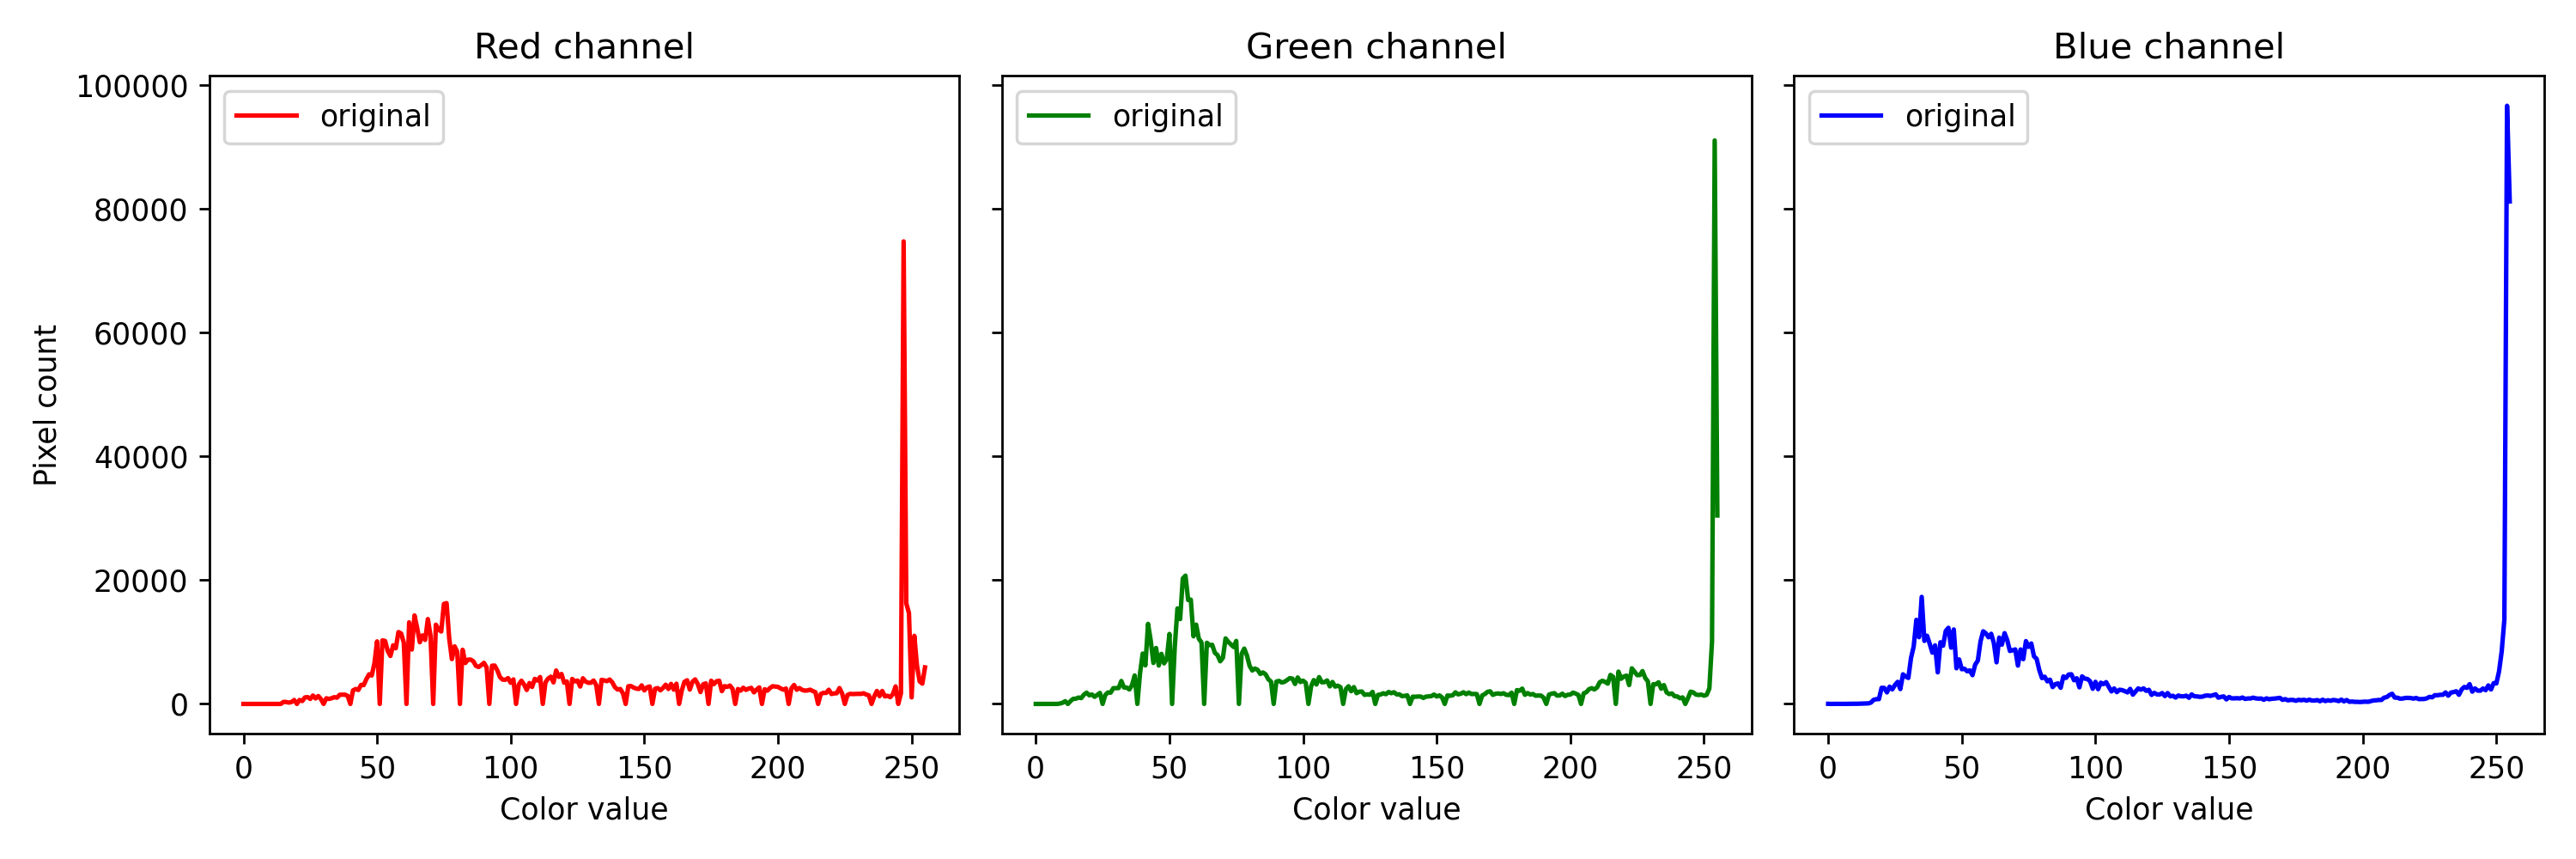 Red channel
Green channel
Blue channel
original
original
original
100000
80000
60000
40000
20000
0
Pixel count
0 50 100 150 200 250
0 50 100 150 200 250
0 50 100 150 200 250
Color value
Color value
Color value